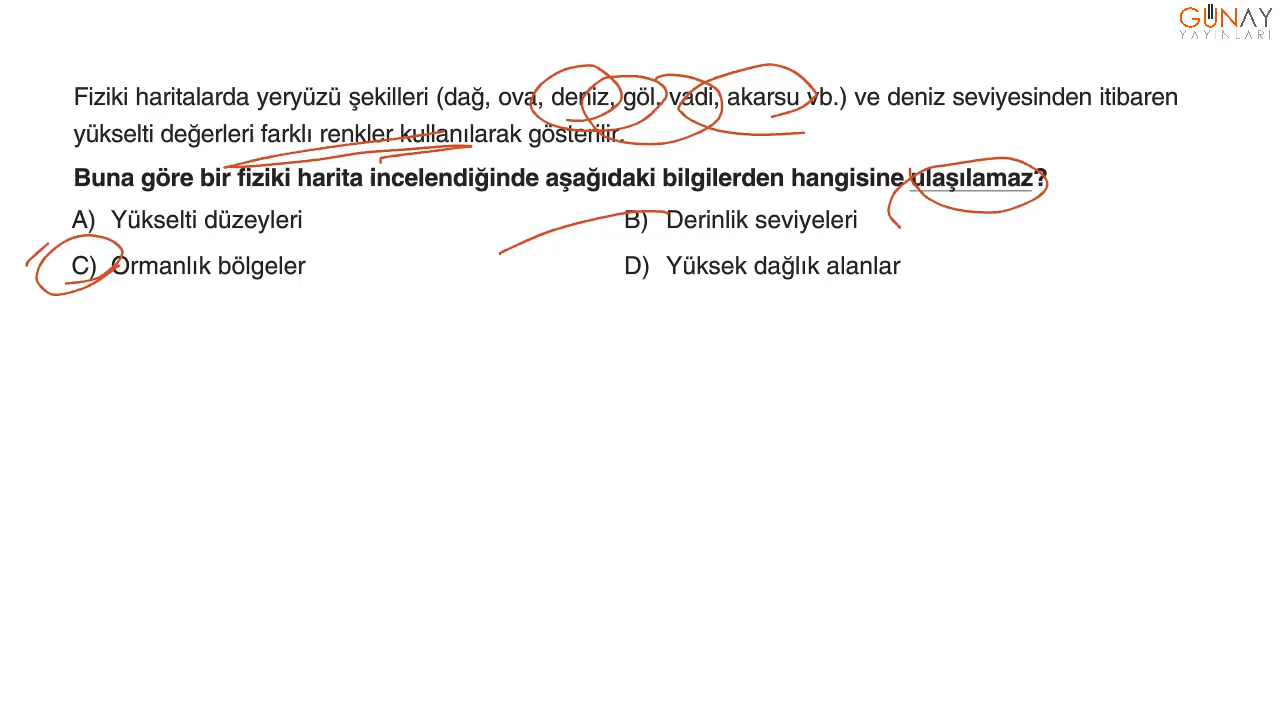 GÜNAY
YAYINLARI
Fiziki haritalarda yeryüzü şekilleri (dağ, ova, deniz, göl, vadi, akarsu vb.) ve deniz seviyesinden itibaren
yükselti değerleri farklı renkler kullanılarak gösterilir.
Buna göre bir fiziki harita incelendiğinde aşağıdaki bilgilerden hangisine ulaşılamaz?
A) Yükselti düzeyleri B) Derinlik seviyeleri
C) Ormanlık bölgeler D) Yüksek dağlık alanlar